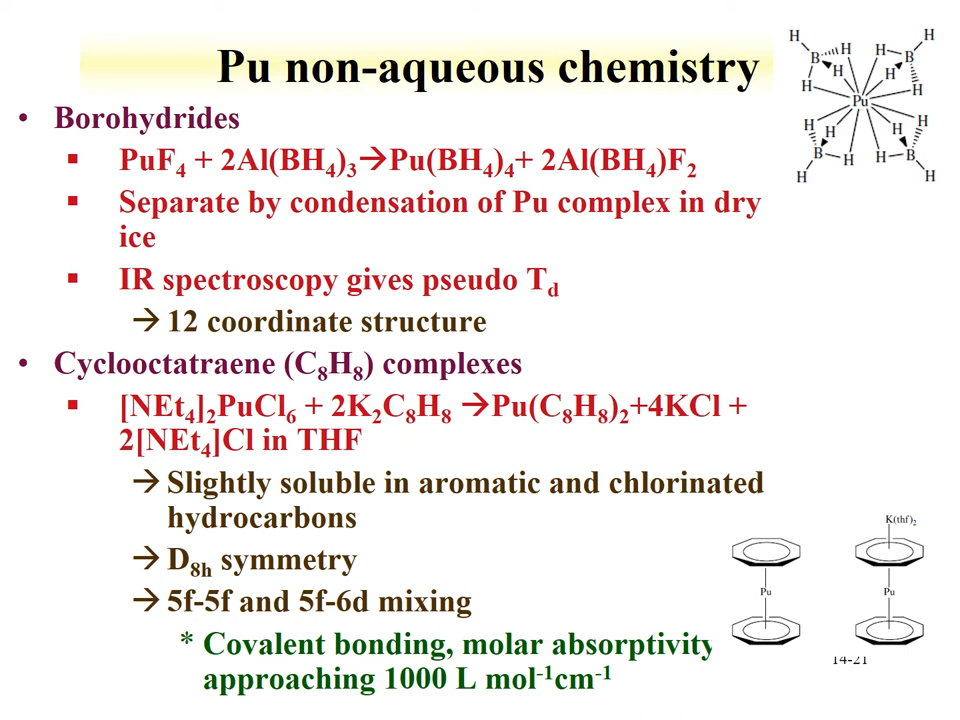 Pu non-aqueous chemistry
• Borohydrides
▪ PuF₄ + 2Al(BH₄)₃→Pu(BH₄)₄+ 2Al(BH₄)F₂
▪ Separate by condensation of Pu complex in dry
ice
▪ IR spectroscopy gives pseudo T_d
→ 12 coordinate structure
• Cyclooctatraene (C₈H₈) complexes
▪ [NEt₄]₂PuCl₆ + 2K₂C₈H₈ →Pu(C₈H₈)₂+4KCl +
2[NEt₄]Cl in THF
→ Slightly soluble in aromatic and chlorinated
hydrocarbons
→ D₈ₕ symmetry
→ 5f-5f and 5f-6d mixing
* Covalent bonding, molar absorptivity
approaching 1000 L mol⁻¹cm⁻¹
H H H H
B H H B
H H
H H
Pu
H H
H H
B H H B
H H
K(thf)₂
Pu Pu
14-21